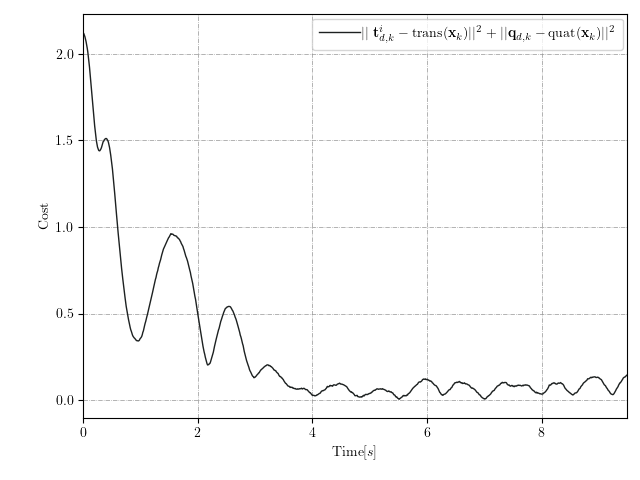 || t^i_{d,k} − trans(x_k)||² + ||q_{d,k} − quat(x_k)||²
2.0
1.5
1.0
0.5
0.0
Cost
0 2 4 6 8
Time[s]